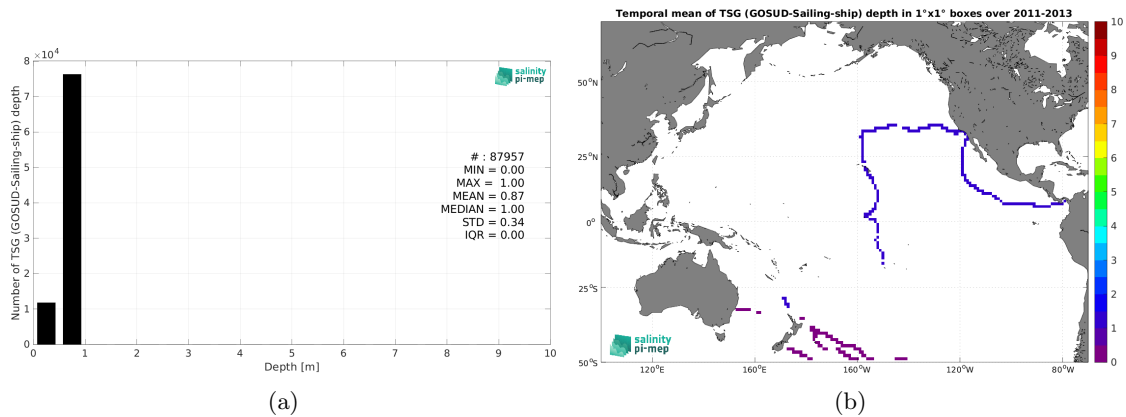 ×10⁴
8
7
6
5
4
3
2
1
0
Number of TSG (GOSUD-Sailing-ship) depth
salinity
pi-mep
# : 87957
MIN = 0.00
MAX = 1.00
MEAN = 0.87
MEDIAN = 1.00
STD = 0.34
IQR = 0.00
0 1 2 3 4 5 6 7 8 9 10
Depth [m]
(a)
Temporal mean of TSG (GOSUD-Sailing-ship) depth in 1°x1° boxes over 2011-2013
50°N
25°N
0°
25°S
50°S
salinity
pi-mep
120°E
160°E
160°W
120°W
80°W
10
9
8
7
6
5
4
3
2
1
0
(b)